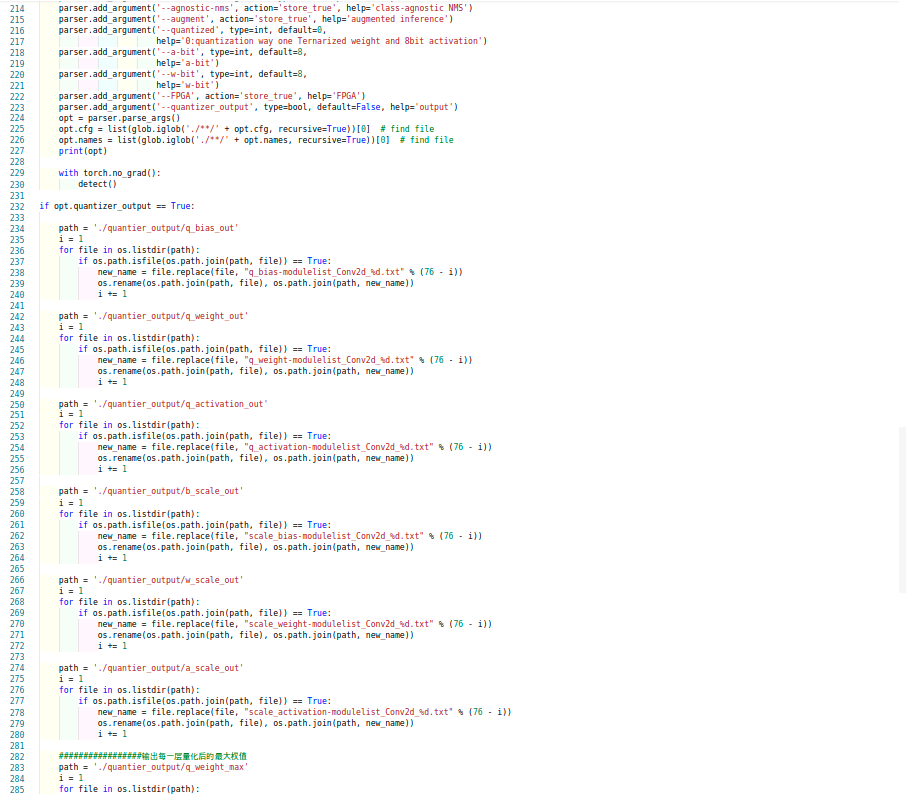 214 parser.add_argument('--agnostic-nms', action='store_true', help='class-agnostic NMS')
215 parser.add_argument('--augment', action='store_true', help='augmented inference')
216 parser.add_argument('--quantized', type=int, default=0,
217 help='0:quantization way one Ternarized weight and 8bit activation')
218 parser.add_argument('--a-bit', type=int, default=8,
219 help='a-bit')
220 parser.add_argument('--w-bit', type=int, default=8,
221 help='w-bit')
222 parser.add_argument('--FPGA', action='store_true', help='FPGA')
223 parser.add_argument('--quantizer_output', type=bool, default=False, help='output')
224 opt = parser.parse_args()
225 opt.cfg = list(glob.iglob('./**/' + opt.cfg, recursive=True))[0]  # find file
226 opt.names = list(glob.iglob('./**/' + opt.names, recursive=True))[0]  # find file
227 print(opt)
228
229 with torch.no_grad():
230 detect()
231
232 if opt.quantizer_output == True:
233
234 path = './quantier_output/q_bias_out'
235 i = 1
236 for file in os.listdir(path):
237 if os.path.isfile(os.path.join(path, file)) == True:
238 new_name = file.replace(file, "q_bias-modulelist_Conv2d_%d.txt" % (76 - i))
239 os.rename(os.path.join(path, file), os.path.join(path, new_name))
240 i += 1
241
242 path = './quantier_output/q_weight_out'
243 i = 1
244 for file in os.listdir(path):
245 if os.path.isfile(os.path.join(path, file)) == True:
246 new_name = file.replace(file, "q_weight-modulelist_Conv2d_%d.txt" % (76 - i))
247 os.rename(os.path.join(path, file), os.path.join(path, new_name))
248 i += 1
249
250 path = './quantier_output/q_activation_out'
251 i = 1
252 for file in os.listdir(path):
253 if os.path.isfile(os.path.join(path, file)) == True:
254 new_name = file.replace(file, "q_activation-modulelist_Conv2d_%d.txt" % (76 - i))
255 os.rename(os.path.join(path, file), os.path.join(path, new_name))
256 i += 1
257
258 path = './quantier_output/b_scale_out'
259 i = 1
260 for file in os.listdir(path):
261 if os.path.isfile(os.path.join(path, file)) == True:
262 new_name = file.replace(file, "scale_bias-modulelist_Conv2d_%d.txt" % (76 - i))
263 os.rename(os.path.join(path, file), os.path.join(path, new_name))
264 i += 1
265
266 path = './quantier_output/w_scale_out'
267 i = 1
268 for file in os.listdir(path):
269 if os.path.isfile(os.path.join(path, file)) == True:
270 new_name = file.replace(file, "scale_weight-modulelist_Conv2d_%d.txt" % (76 - i))
271 os.rename(os.path.join(path, file), os.path.join(path, new_name))
272 i += 1
273
274 path = './quantier_output/a_scale_out'
275 i = 1
276 for file in os.listdir(path):
277 if os.path.isfile(os.path.join(path, file)) == True:
278 new_name = file.replace(file, "scale_activation-modulelist_Conv2d_%d.txt" % (76 - i))
279 os.rename(os.path.join(path, file), os.path.join(path, new_name))
280 i += 1
281
282 #################输出每一层量化后的最大权值
283 path = './quantier_output/q_weight_max'
284 i = 1
285 for file in os.listdir(path):